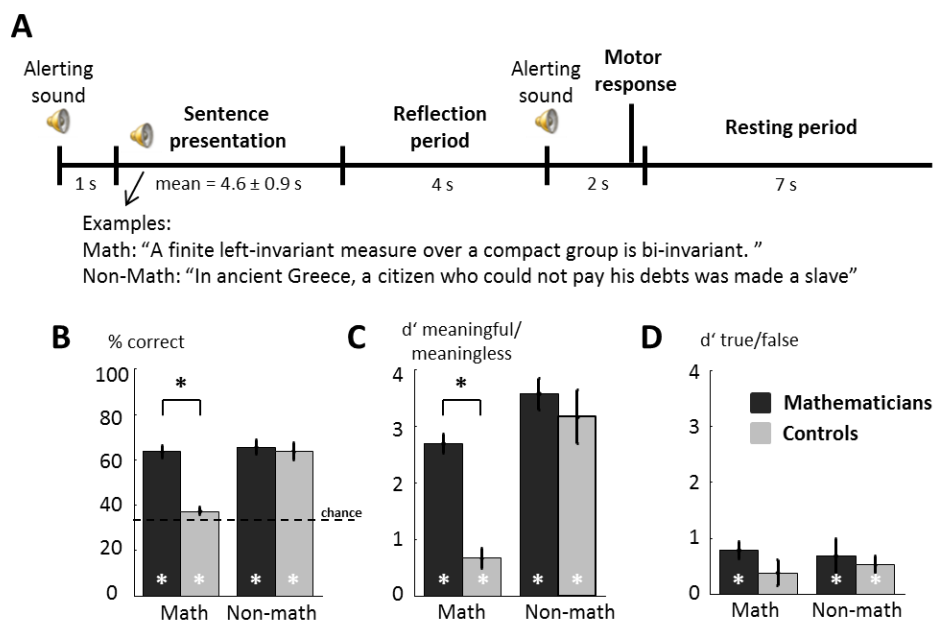 A
Alerting
sound
Sentence
presentation
Reflection
period
Alerting
sound
Motor
response
Resting period
1 s
mean = 4.6 ± 0.9 s
4 s
2 s
7 s
Examples:
Math: “A finite left-invariant measure over a compact group is bi-invariant. ”
Non-Math: “In ancient Greece, a citizen who could not pay his debts was made a slave”
B
% correct
100
80
60
40
20
0
*
chance
* * * *
Math Non-math
C
d‘ meaningful/
meaningless
4
3
2
1
0
*
* * * *
Math Non-math
D
d‘ true/false
4
3
2
1
0
Mathematicians
Controls
* * *
Math Non-math